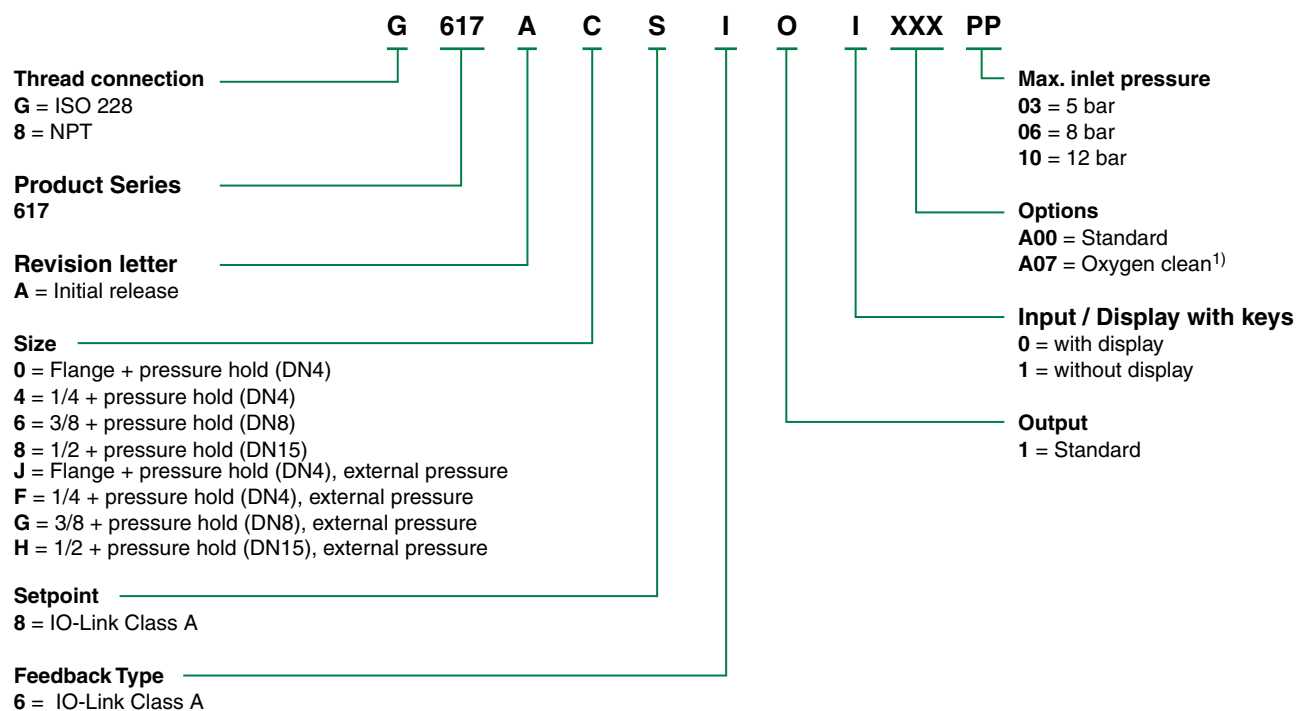 G 617 A C S I O I XXX PP
Thread connection
G = ISO 228
8 = NPT
Product Series
617
Revision letter
A = Initial release
Size
0 = Flange + pressure hold (DN4)
4 = 1/4 + pressure hold (DN4)
6 = 3/8 + pressure hold (DN8)
8 = 1/2 + pressure hold (DN15)
J = Flange + pressure hold (DN4), external pressure
F = 1/4 + pressure hold (DN4), external pressure
G = 3/8 + pressure hold (DN8), external pressure
H = 1/2 + pressure hold (DN15), external pressure
Setpoint
8 = IO-Link Class A
Feedback Type
6 = IO-Link Class A
Max. inlet pressure
03 = 5 bar
06 = 8 bar
10 = 12 bar
Options
A00 = Standard
A07 = Oxygen clean1)
Input / Display with keys
0 = with display
1 = without display
Output
1 = Standard